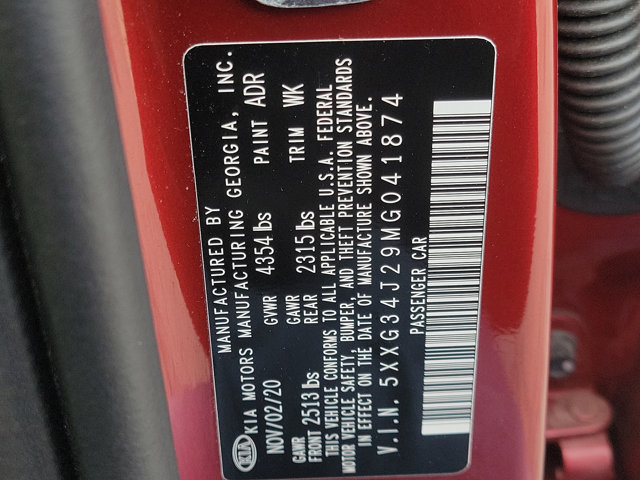 MANUFACTURED BY
KIA KIA MOTORS MANUFACTURING GEORGIA, INC.
NOV/02/20 GVWR 4354 lbs PAINT ADR
GAWR FRONT 2513 lbs GAWR REAR 2315 lbs TRIM WK
THIS VEHICLE CONFORMS TO ALL APPLICABLE U.S.A. FEDERAL
MOTOR VEHICLE SAFETY, BUMPER, AND THEFT PREVENTION STANDARDS
IN EFFECT ON THE DATE OF MANUFACTURE SHOWN ABOVE.
V.I.N. 5XXG34J29MG041874
PASSENGER CAR